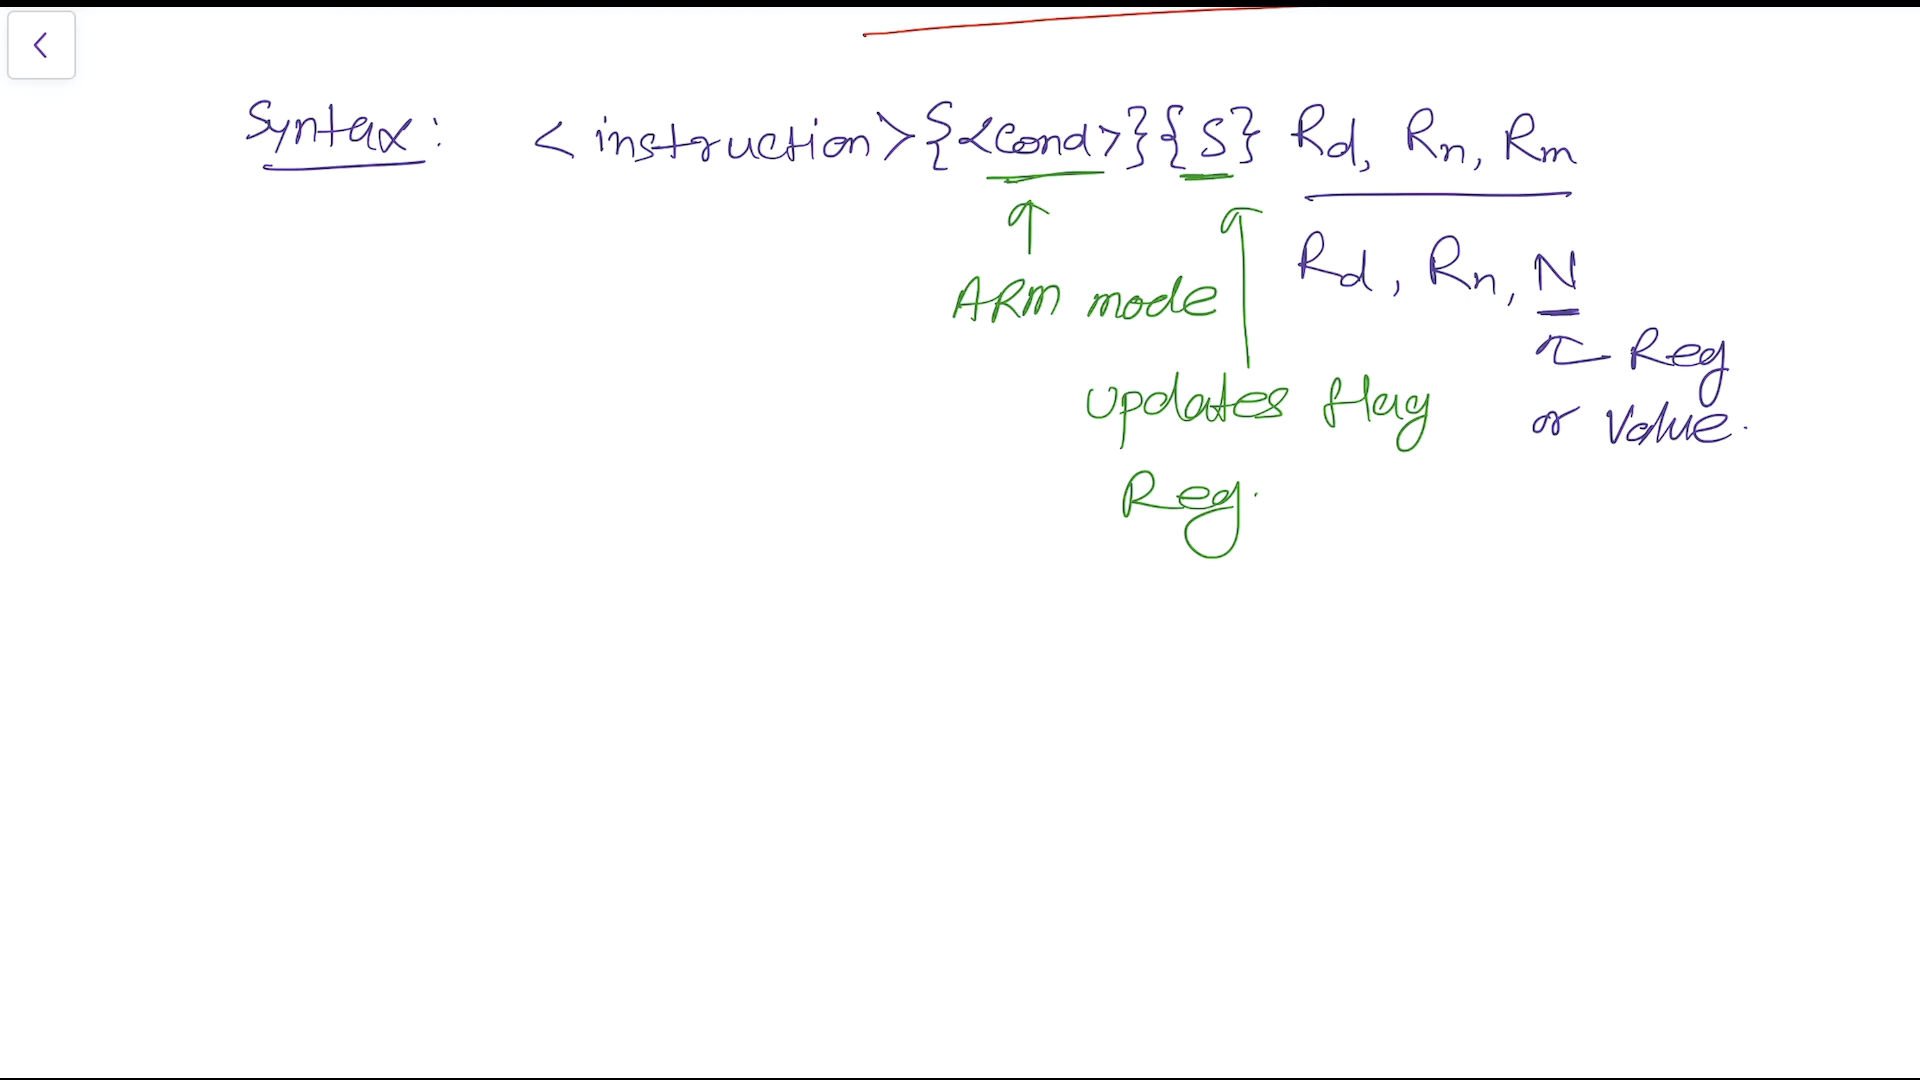 Syntax: <instruction>{<Cond>}{S} Rd, Rn, Rm
Rd, Rn, N
ARM mode
Reg
or Value.
updates flag
Reg.